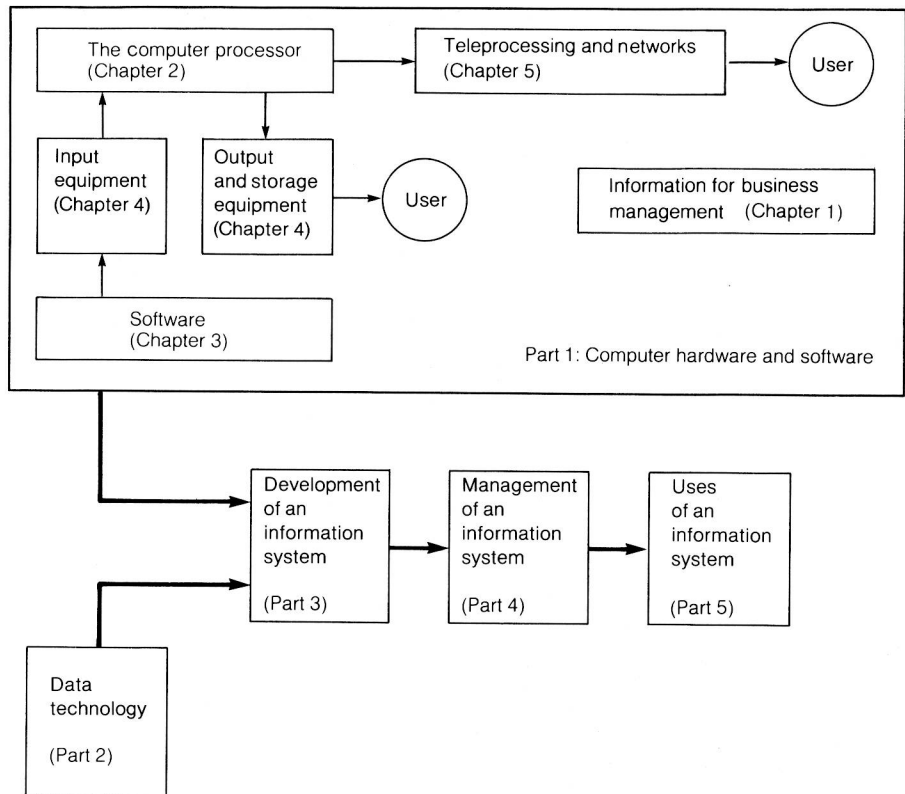 The computer processor
(Chapter 2)
Teleprocessing and networks
(Chapter 5)
User
Input
equipment
(Chapter 4)
Output
and storage
equipment
(Chapter 4)
User
Information for business
management (Chapter 1)
Software
(Chapter 3)
Part 1: Computer hardware and software
Development
of an
information
system
(Part 3)
Management
of an
information
system
(Part 4)
Uses
of an
information
system
(Part 5)
Data
technology
(Part 2)